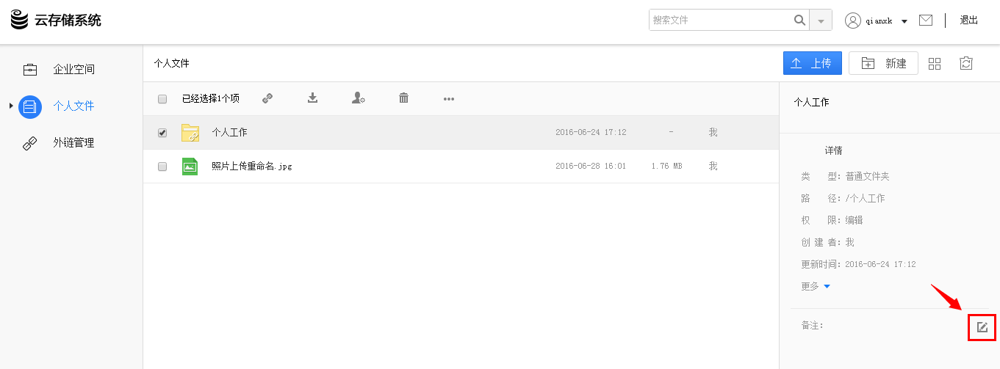 云存储系统
搜索文件
qianxk
退出
企业空间
个人文件
外链管理
个人文件
上传
新建
已经选择1个项
个人工作 2016-06-24 17:12 - 我
照片上传重命名.jpg 2016-06-28 16:01 1.76 MB 我
个人工作
详情
类 型: 普通文件夹
路 径: /个人工作
权 限: 编辑
创 建 者: 我
更新时间: 2016-06-24 17:12
更多
备注: